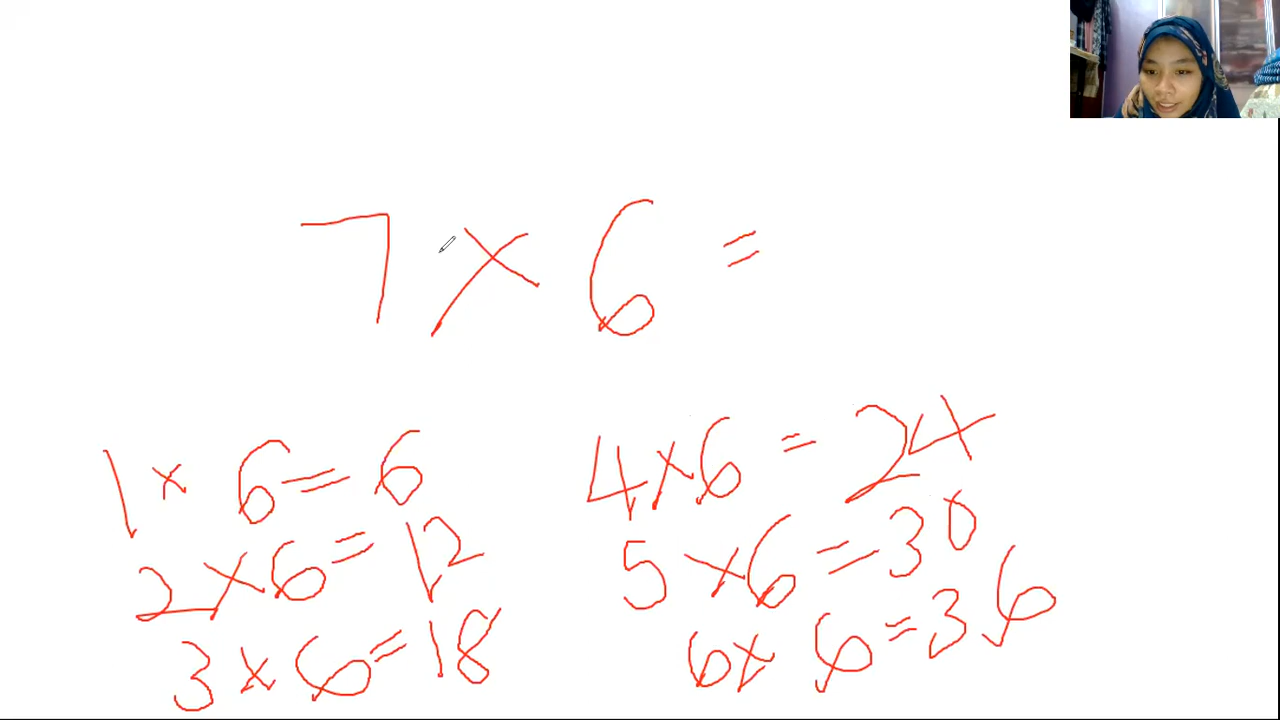 7 × 6 =
1 × 6 = 6
2 × 6 = 12
3 × 6 = 18
4 × 6 = 24
5 × 6 = 30
6 × 6 = 36